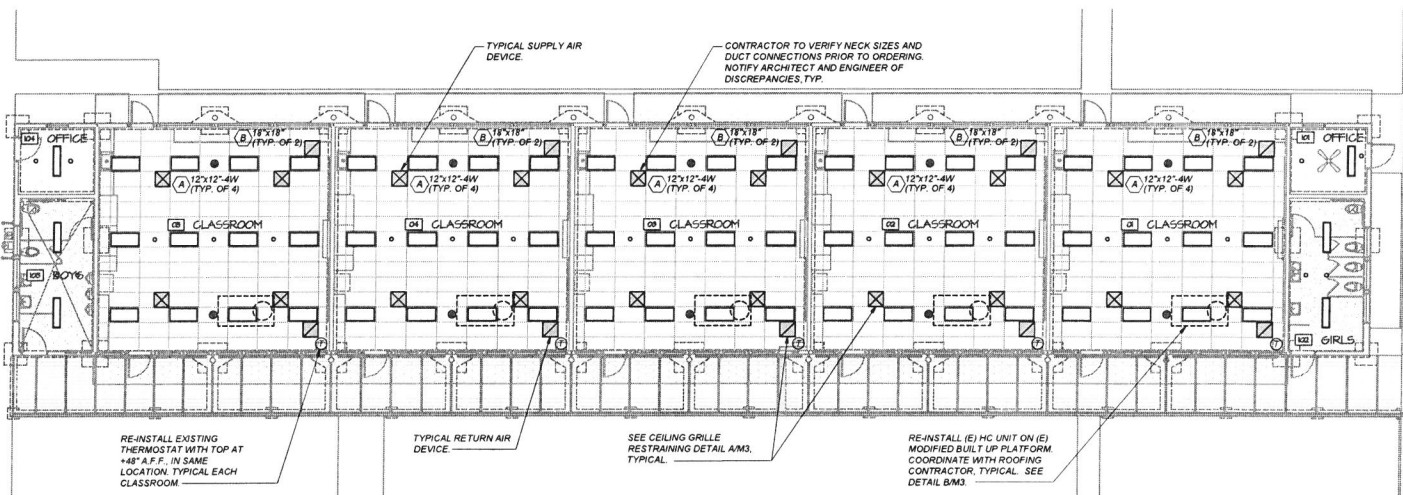 TYPICAL SUPPLY AIR
DEVICE.
CONTRACTOR TO VERIFY NECK SIZES AND
DUCT CONNECTIONS PRIOR TO ORDERING.
NOTIFY ARCHITECT AND ENGINEER OF
DISCREPANCIES, TYP.
104 OFFICE
B 18"x18"
(TYP. OF 2)
B 18"x18"
(TYP. OF 2)
B 18"x18"
(TYP. OF 2)
B 18"x18"
(TYP. OF 2)
B 18"x18"
(TYP. OF 2)
101 OFFICE
A 12"x12"-4W
(TYP. OF 4)
A 12"x12"-4W
(TYP. OF 4)
A 12"x12"-4W
(TYP. OF 4)
A 12"x12"-4W
(TYP. OF 4)
A 12"x12"-4W
(TYP. OF 4)
CLASSROOM
04 CLASSROOM
03 CLASSROOM
02 CLASSROOM
01 CLASSROOM
BOYS
102 GIRLS
T
T
T
T
T
RE-INSTALL EXISTING
THERMOSTAT WITH TOP AT
+48" A.F.F., IN SAME
LOCATION. TYPICAL EACH
CLASSROOM.
TYPICAL RETURN AIR
DEVICE.
SEE CEILING GRILLE
RESTRAINING DETAIL A/M3,
TYPICAL.
RE-INSTALL (E) HC UNIT ON (E)
MODIFIED BUILT UP PLATFORM.
COORDINATE WITH ROOFING
CONTRACTOR, TYPICAL. SEE
DETAIL B/M3.